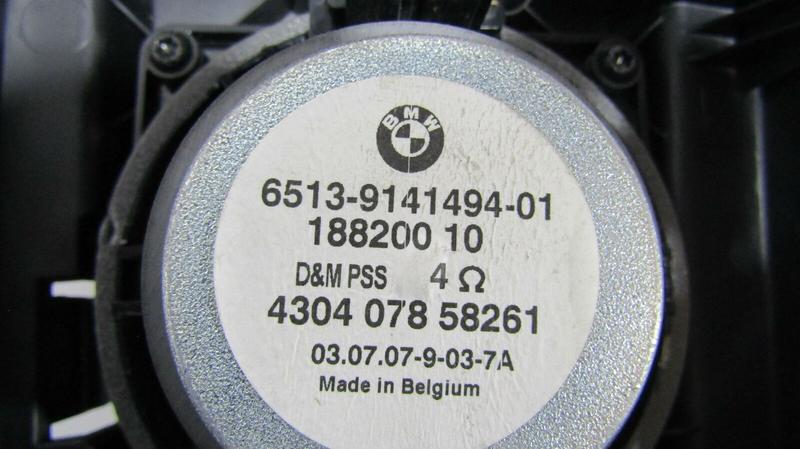 BMW
6513-9141494-01
188200 10
D&M PSS 4 Ω
4304 078 58261
03.07.07-9-03-7A
Made in Belgium